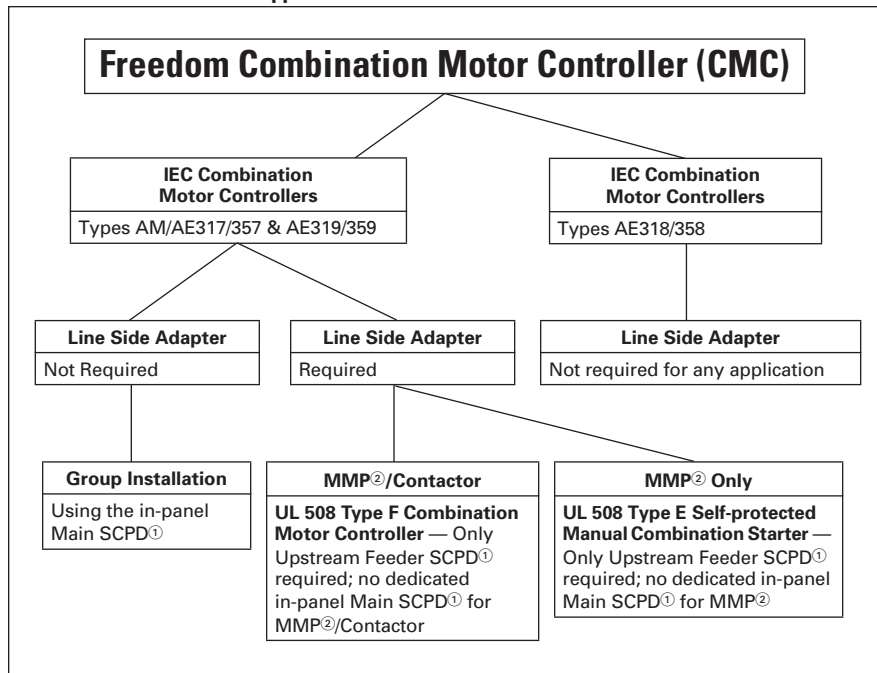 Freedom Combination Motor Controller (CMC)
IEC Combination
Motor Controllers
Types AM/AE317/357 & AE319/359
IEC Combination
Motor Controllers
Types AE318/358
Line Side Adapter
Not Required
Line Side Adapter
Required
Line Side Adapter
Not required for any application
Group Installation
Using the in-panel
Main SCPD①
MMP②/Contactor
UL 508 Type F Combination
Motor Controller — Only
Upstream Feeder SCPD①
required; no dedicated
in-panel Main SCPD① for
MMP②/Contactor
MMP② Only
UL 508 Type E Self-protected
Manual Combination Starter —
Only Upstream Feeder SCPD①
required; no dedicated in-panel
Main SCPD① for MMP②